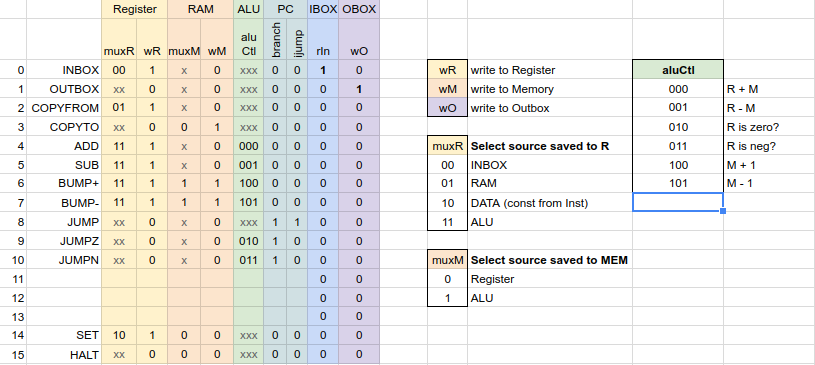 Register RAM ALU PC IBOX OBOX
muxR wR muxM wM alu Ctl branch ijump rIn wO
0 INBOX 00 1 x 0 xxx 0 0 1 0 wR write to Register aluCtl
1 OUTBOX xx 0 x 0 xxx 0 0 0 1 wM write to Memory 000 R + M
2 COPYFROM 01 1 x 0 xxx 0 0 0 0 wO write to Outbox 001 R - M
3 COPYTO xx 0 0 1 xxx 0 0 0 0 010 R is zero?
4 ADD 11 1 x 0 000 0 0 0 0 muxR Select source saved to R 011 R is neg?
5 SUB 11 1 x 0 001 0 0 0 0 00 INBOX 100 M + 1
6 BUMP+ 11 1 1 1 100 0 0 0 0 01 RAM 101 M - 1
7 BUMP- 11 1 1 1 101 0 0 0 0 10 DATA (const from Inst)
8 JUMP xx 0 x 0 xxx 1 1 0 0 11 ALU
9 JUMPZ xx 0 x 0 010 1 0 0 0
10 JUMPN xx 0 x 0 011 1 0 0 0 muxM Select source saved to MEM
11 0 0 0 Register
12 0 0 1 ALU
13 0 0
14 SET 10 1 0 0 xxx 0 0 0 0
15 HALT xx 0 0 0 xxx 0 0 0 0